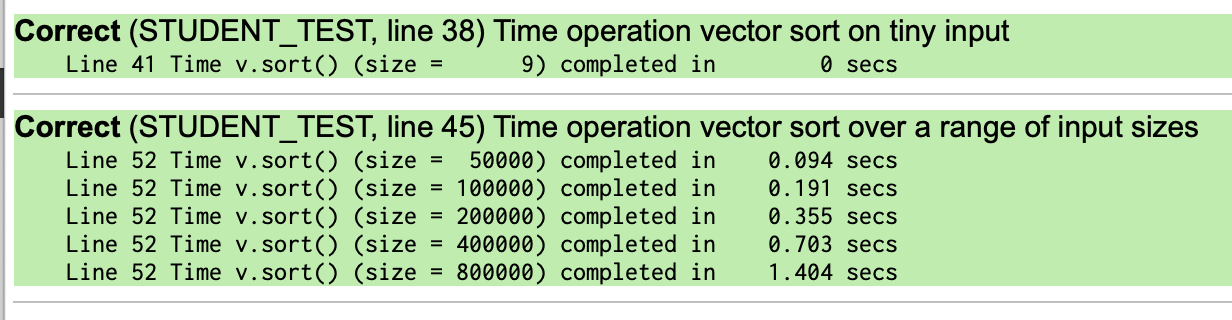 Correct (STUDENT_TEST, line 38) Time operation vector sort on tiny input
Line 41 Time v.sort() (size =      9) completed in        0 secs
Correct (STUDENT_TEST, line 45) Time operation vector sort over a range of input sizes
Line 52 Time v.sort() (size =  50000) completed in    0.094 secs
Line 52 Time v.sort() (size = 100000) completed in    0.191 secs
Line 52 Time v.sort() (size = 200000) completed in    0.355 secs
Line 52 Time v.sort() (size = 400000) completed in    0.703 secs
Line 52 Time v.sort() (size = 800000) completed in    1.404 secs